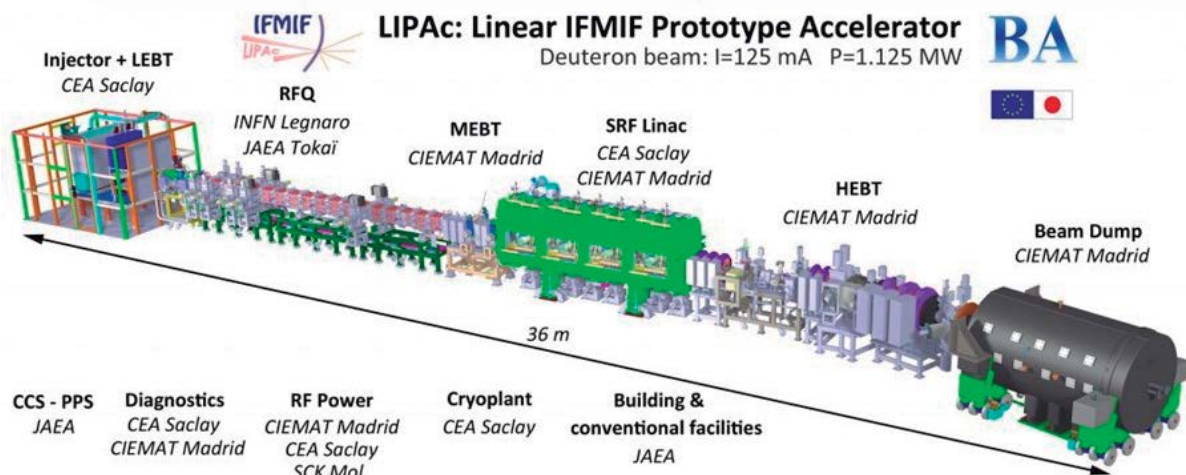 IFMIF
LIPAc
LIPAc: Linear IFMIF Prototype Accelerator
Deuteron beam: I=125 mA P=1.125 MW
BA
Injector + LEBT
CEA Saclay
RFQ
INFN Legnaro
JAEA Tokaï
MEBT
CIEMAT Madrid
SRF Linac
CEA Saclay
CIEMAT Madrid
HEBT
CIEMAT Madrid
Beam Dump
CIEMAT Madrid
36 m
CCS - PPS
JAEA
Diagnostics
CEA Saclay
CIEMAT Madrid
RF Power
CIEMAT Madrid
CEA Saclay
SCK Mol
Cryoplant
CEA Saclay
Building &
conventional facilities
JAEA